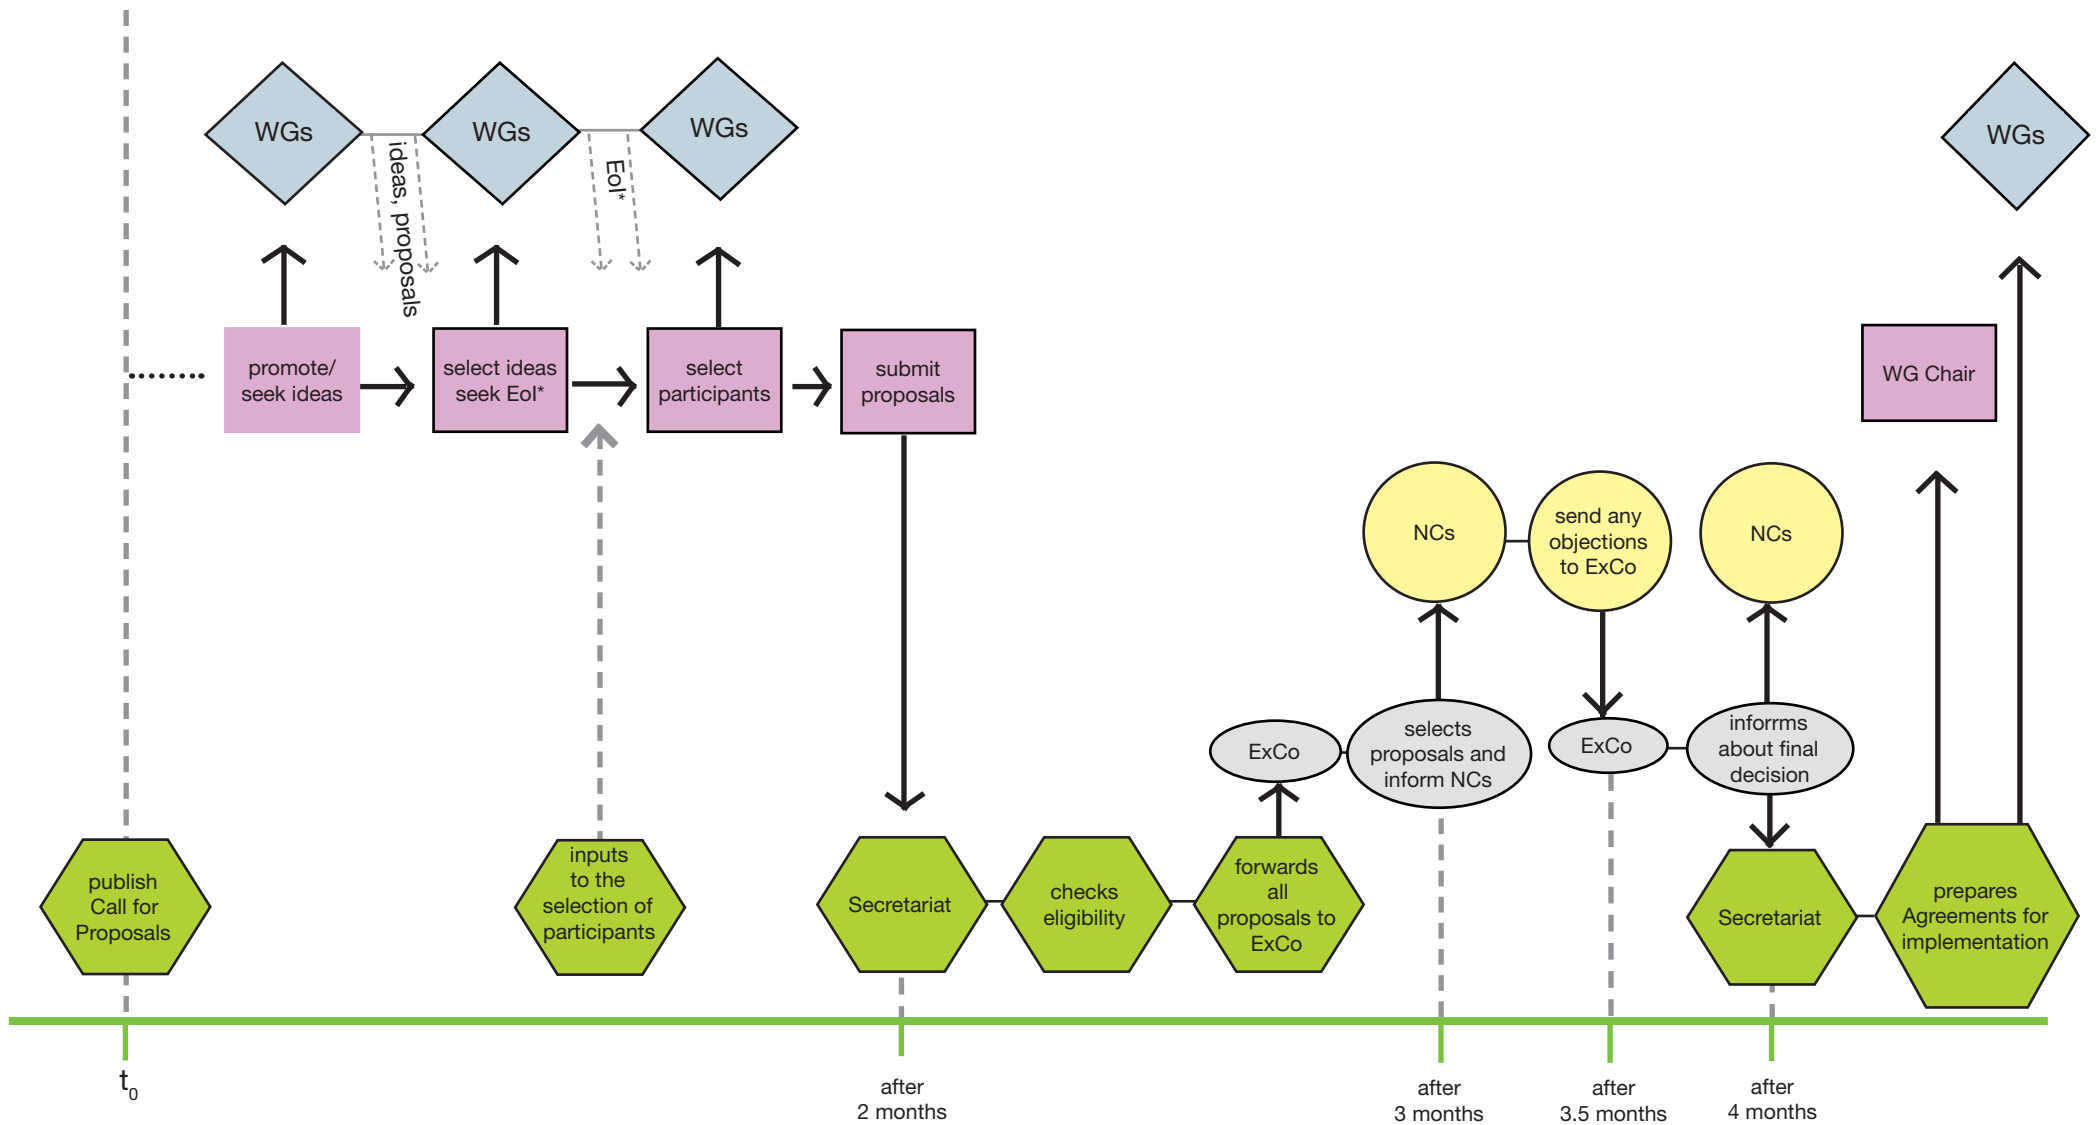 WGs
WGs
WGs
WGs
ideas, proposals
EoI*
promote/
seek ideas
select ideas
seek EoI*
select
participants
submit
proposals
WG Chair
NCs
send any
objections
to ExCo
NCs
ExCo
selects
proposals and
inform NCs
ExCo
inforrms
about final
decision
publish
Call for
Proposals
inputs
to the
selection of
participants
Secretariat
checks
eligibility
forwards
all
proposals to
ExCo
Secretariat
prepares
Agreements for
implementation
t0
after
2 months
after
3 months
after
3.5 months
after
4 months